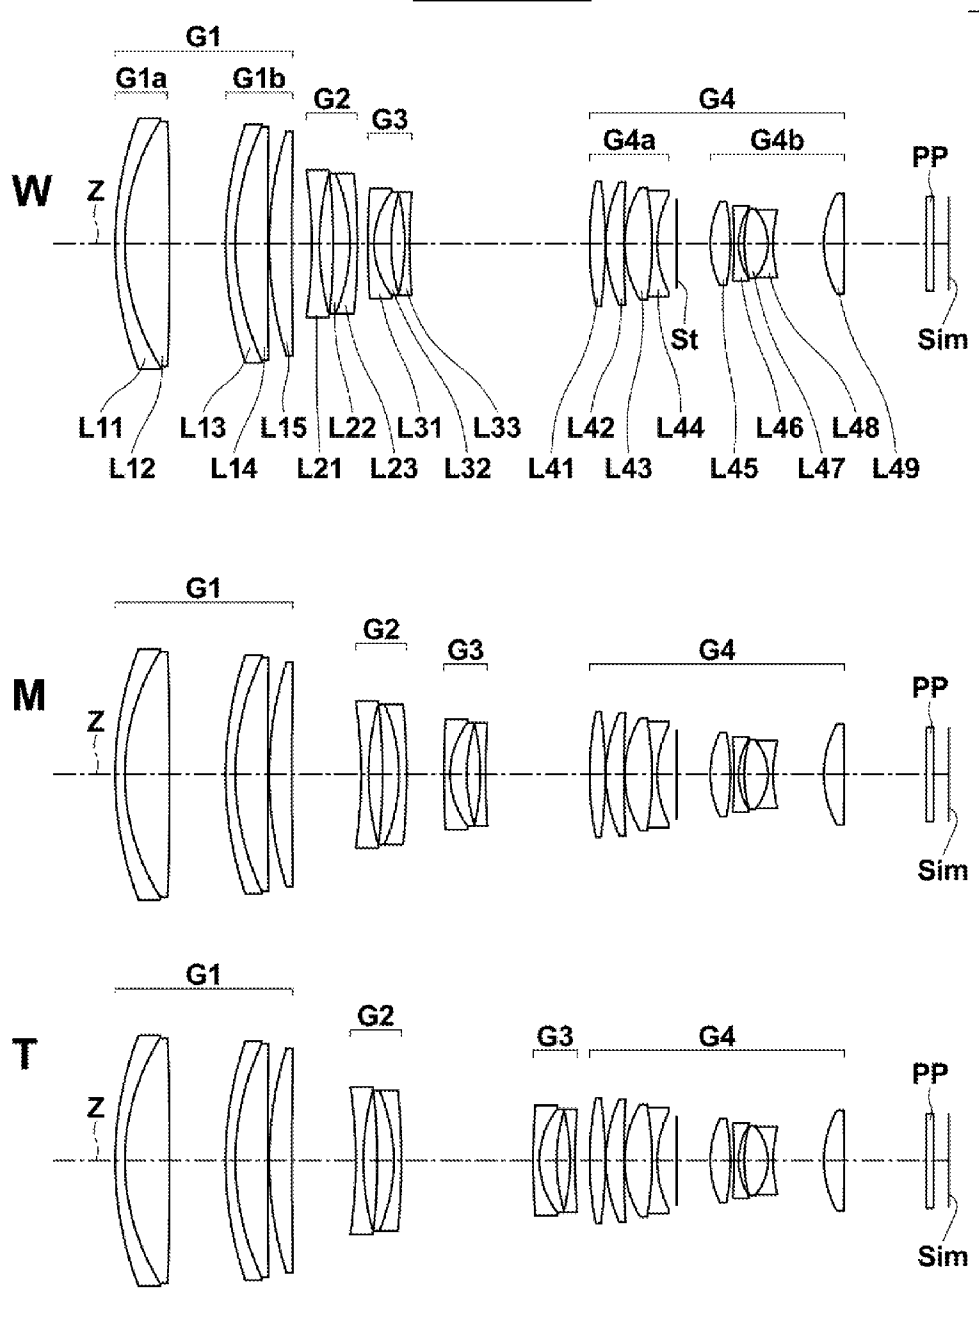 G1
G1a G1b G2 G4
G3 G4a G4b PP
W Z
St Sim
L11 L13 L15 L22 L31 L33 L42 L44 L46 L48
L12 L14 L21 L23 L32 L41 L43 L45 L47 L49
G1
G2 G3 G4
M Z PP
Sim
G1
G2 G3 G4
T Z PP
Sim